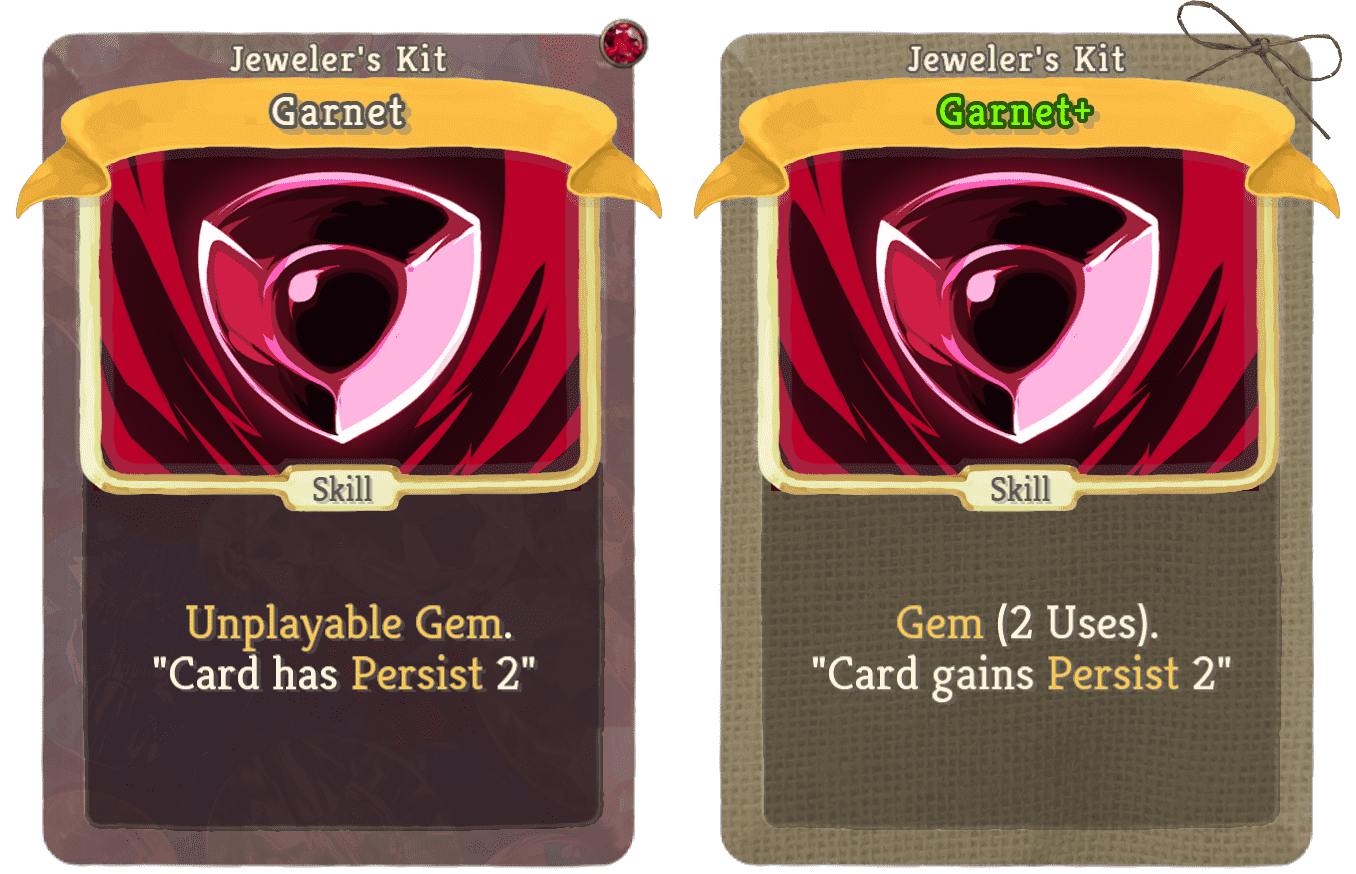 Jeweler's Kit
Garnet
Skill
Unplayable Gem.
"Card has Persist 2"
Jeweler's Kit
Garnet+
Skill
Gem (2 Uses).
"Card gains Persist 2"